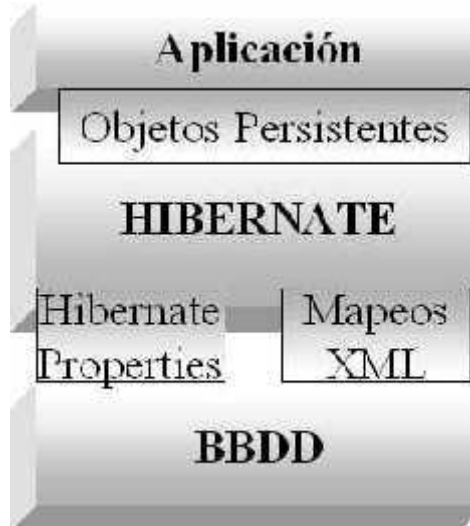 Aplicación
Objetos Persistentes
HIBERNATE
Hibernate
Properties
Mapeos
XML
BBDD